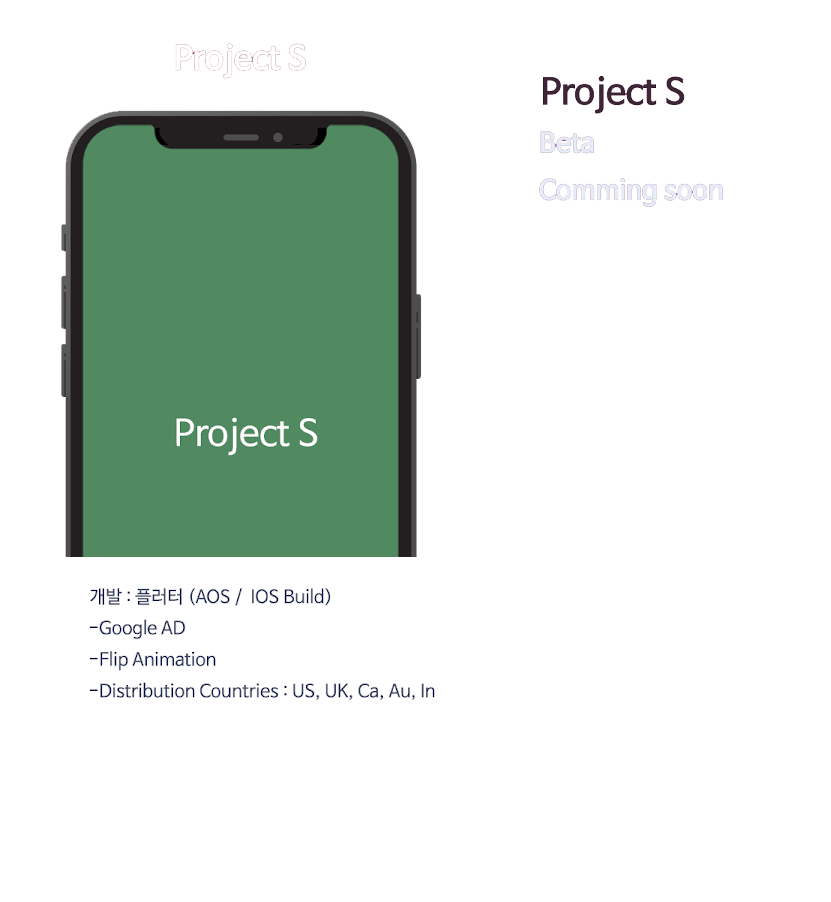 Project S
Project S
Beta
Comming soon
Project S
개발 : 플러터 (AOS / IOS Build)
-Google AD
-Flip Animation
-Distribution Countries : US, UK, Ca, Au, In